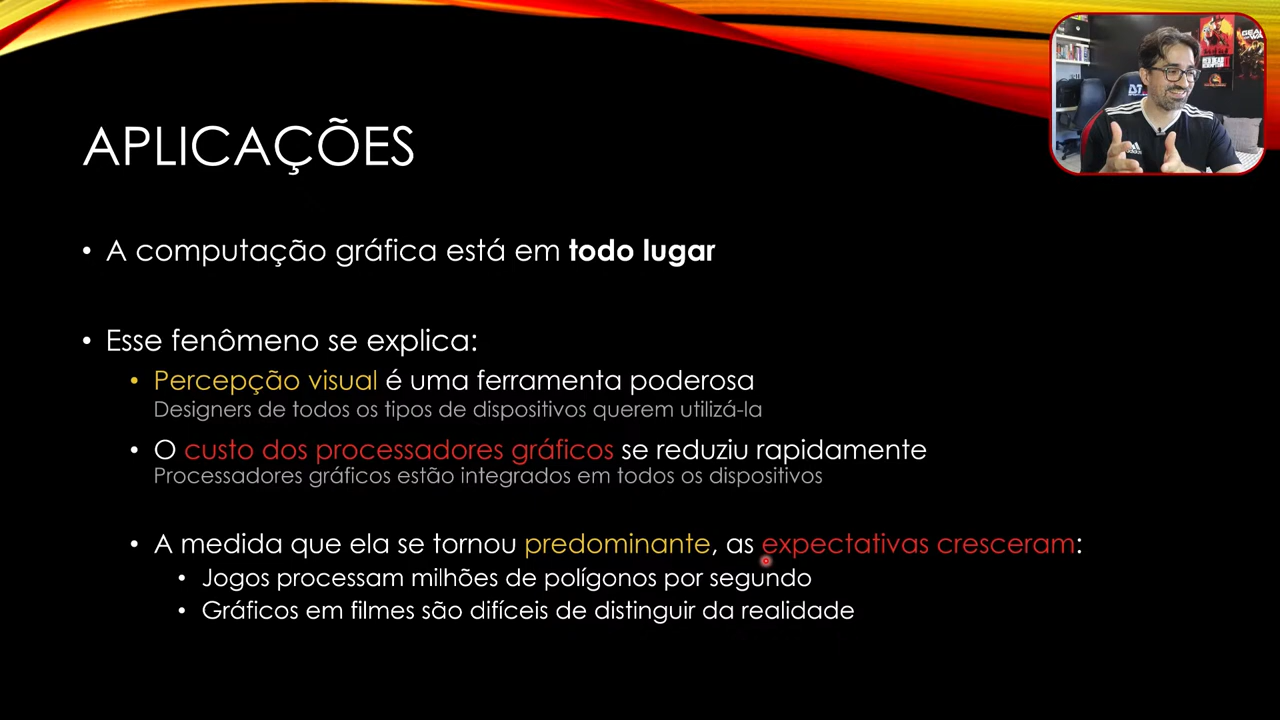 APLICAÇÕES
• A computação gráfica está em todo lugar
• Esse fenômeno se explica:
• Percepção visual é uma ferramenta poderosa
Designers de todos os tipos de dispositivos querem utilizá-la
• O custo dos processadores gráficos se reduziu rapidamente
Processadores gráficos estão integrados em todos os dispositivos
• A medida que ela se tornou predominante, as expectativas cresceram:
• Jogos processam milhões de polígonos por segundo
• Gráficos em filmes são difíceis de distinguir da realidade
adidas